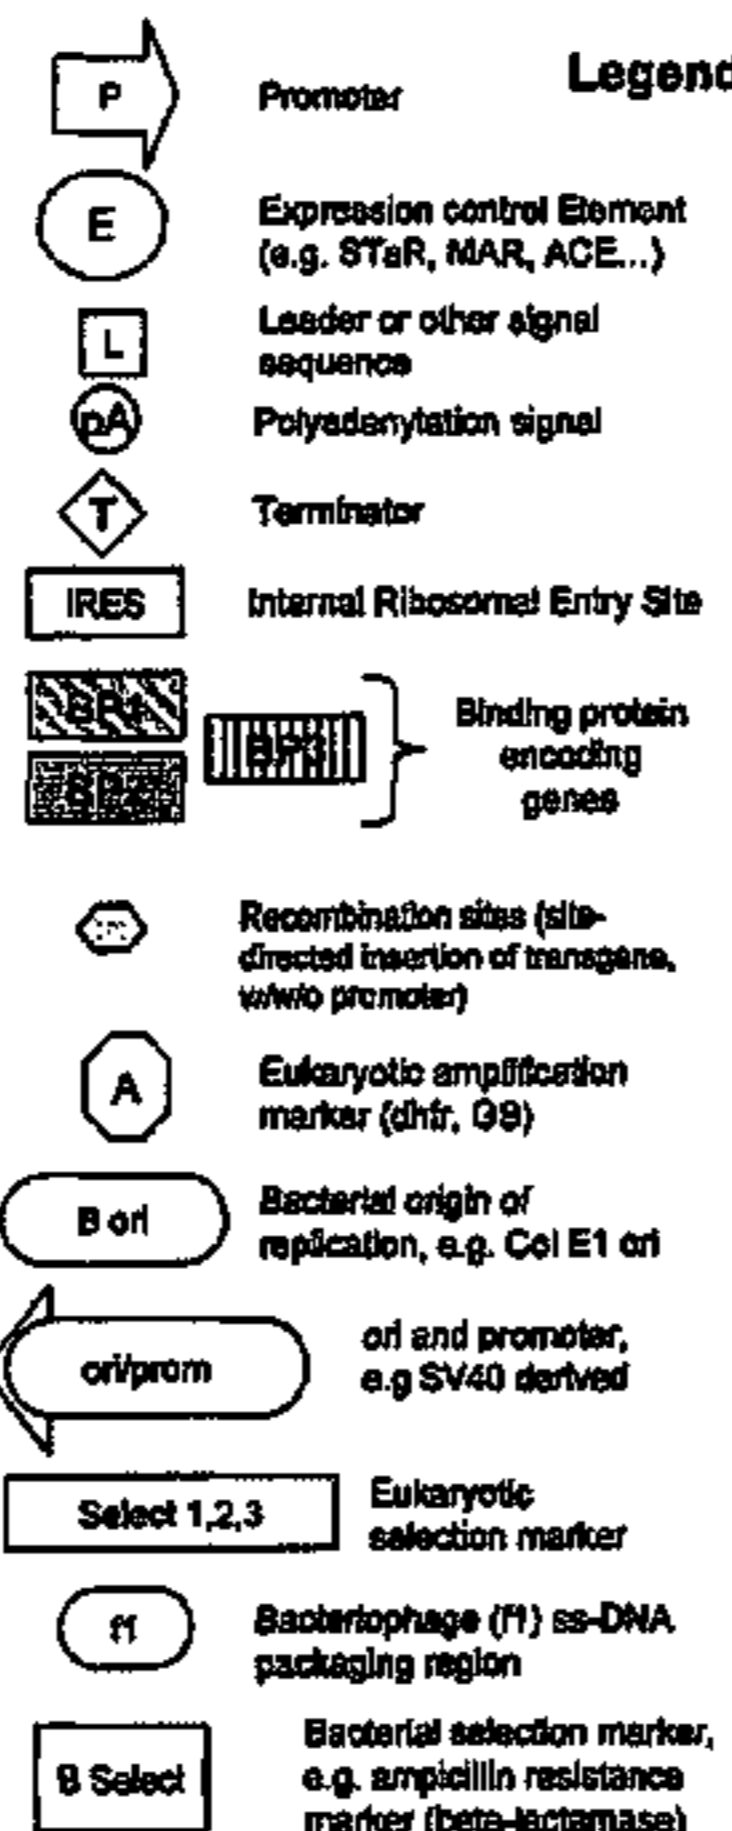 Legend
P Promoter
E Expression control Element
(e.g. STaR, MAR, ACE...)
L Leader or other signal
sequence
pA Polyadenylation signal
T Terminator
IRES Internal Ribosomal Entry Site
BP1 BP2 BP3 Binding protein
encoding
genes
Recombination sites (site-
directed insertion of transgene,
w/w/o promoter)
A Eukaryotic amplification
marker (dhfr, GS)
B ori Bacterial origin of
replication, e.g. Col E1 ori
ori/prom ori and promoter,
e.g SV40 derived
Select 1,2,3 Eukaryotic
selection marker
f1 Bacteriophage (f1) ss-DNA
packaging region
B Select Bacterial selection marker,
e.g. ampicillin resistance
marker (beta-lactamase)